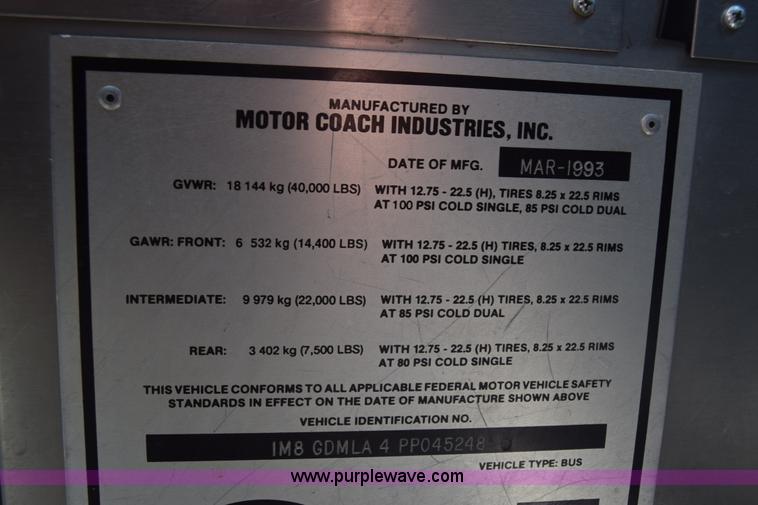 MANUFACTURED BY
MOTOR COACH INDUSTRIES, INC.
DATE OF MFG. MAR-1993
GVWR: 18 144 kg (40,000 LBS) WITH 12.75 - 22.5 (H), TIRES 8.25 x 22.5 RIMS
AT 100 PSI COLD SINGLE, 85 PSI COLD DUAL
GAWR: FRONT: 6 532 kg (14,400 LBS) WITH 12.75 - 22.5 (H) TIRES, 8.25 x 22.5 RIMS
AT 100 PSI COLD SINGLE
INTERMEDIATE: 9 979 kg (22,000 LBS) WITH 12.75 - 22.5 (H) TIRES, 8.25 x 22.5 RIMS
AT 85 PSI COLD DUAL
REAR: 3 402 kg (7,500 LBS) WITH 12.75 - 22.5 (H) TIRES, 8.25 x 22.5 RIMS
AT 80 PSI COLD SINGLE
THIS VEHICLE CONFORMS TO ALL APPLICABLE FEDERAL MOTOR VEHICLE SAFETY
STANDARDS IN EFFECT ON THE DATE OF MANUFACTURE SHOWN ABOVE
VEHICLE IDENTIFICATION NO.
1M8 GDMLA 4 PP045248
VEHICLE TYPE: BUS
www.purplewave.com